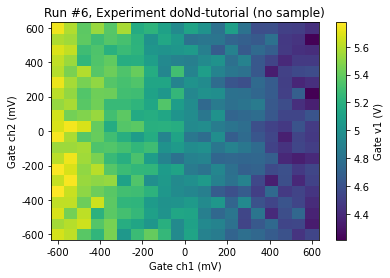 Run #6, Experiment doNd-tutorial (no sample)
600
400
200
0
-200
-400
-600
Gate ch2 (mV)
-600 -400 -200 0 200 400 600
Gate ch1 (mV)
5.6
5.4
5.2
5
4.8
4.6
4.4
Gate v1 (V)